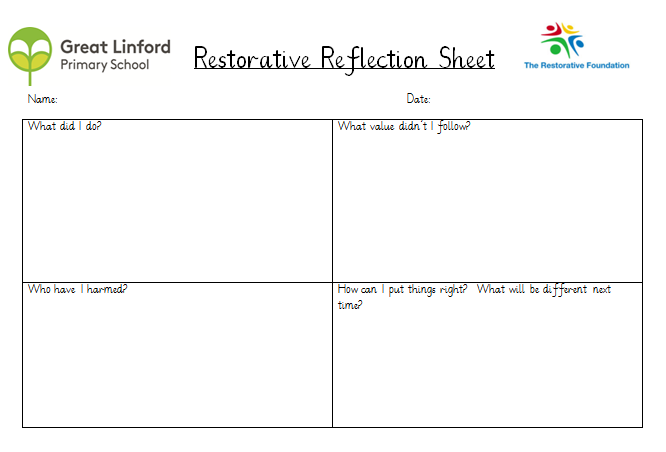 Great Linford
Primary School
Restorative Reflection Sheet
The Restorative Foundation
Name:
Date:
What did I do?
What value didn't I follow?
Who have I harmed?
How can I put things right? What will be different next
time?